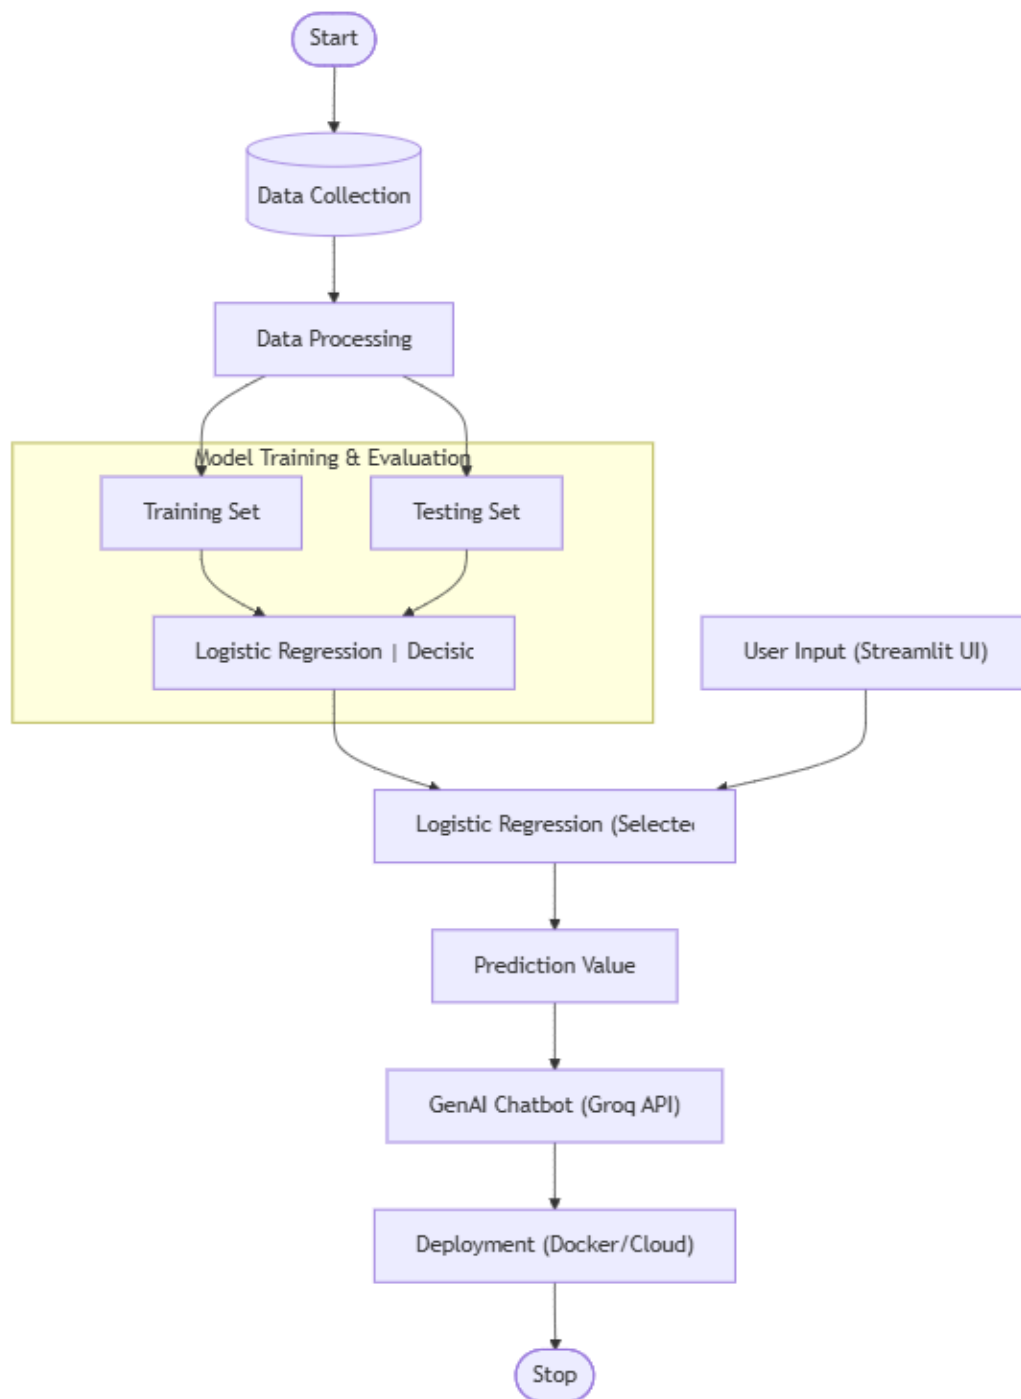 Start
Data Collection
Data Processing
Model Training & Evaluation
Training Set
Testing Set
Logistic Regression | Decisic
User Input (Streamlit UI)
Logistic Regression (Selected
Prediction Value
GenAI Chatbot (Groq API)
Deployment (Docker/Cloud)
Stop